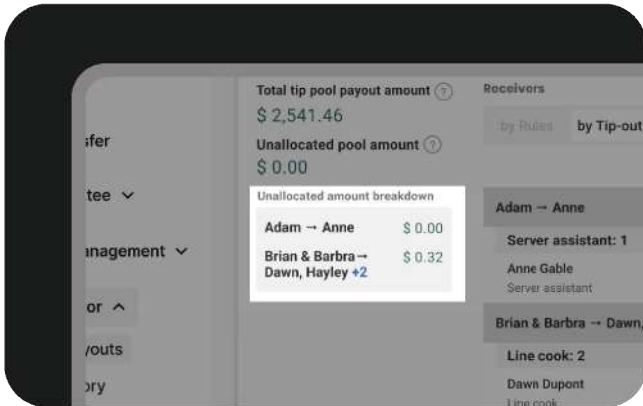 sfer
tee
anagement
or
youts
ory
Total tip pool payout amount ?
$ 2,541.46
Unallocated pool amount ?
$ 0.00
Unallocated amount breakdown
Adam → Anne $ 0.00
Brian & Barbra → $ 0.32
Dawn, Hayley +2
Receivers
by Rules by Tip-out
Adam → Anne
Server assistant: 1
Anne Gable
Server assistant
Brian & Barbra → Dawn,
Line cook: 2
Dawn Dupont
Line cook